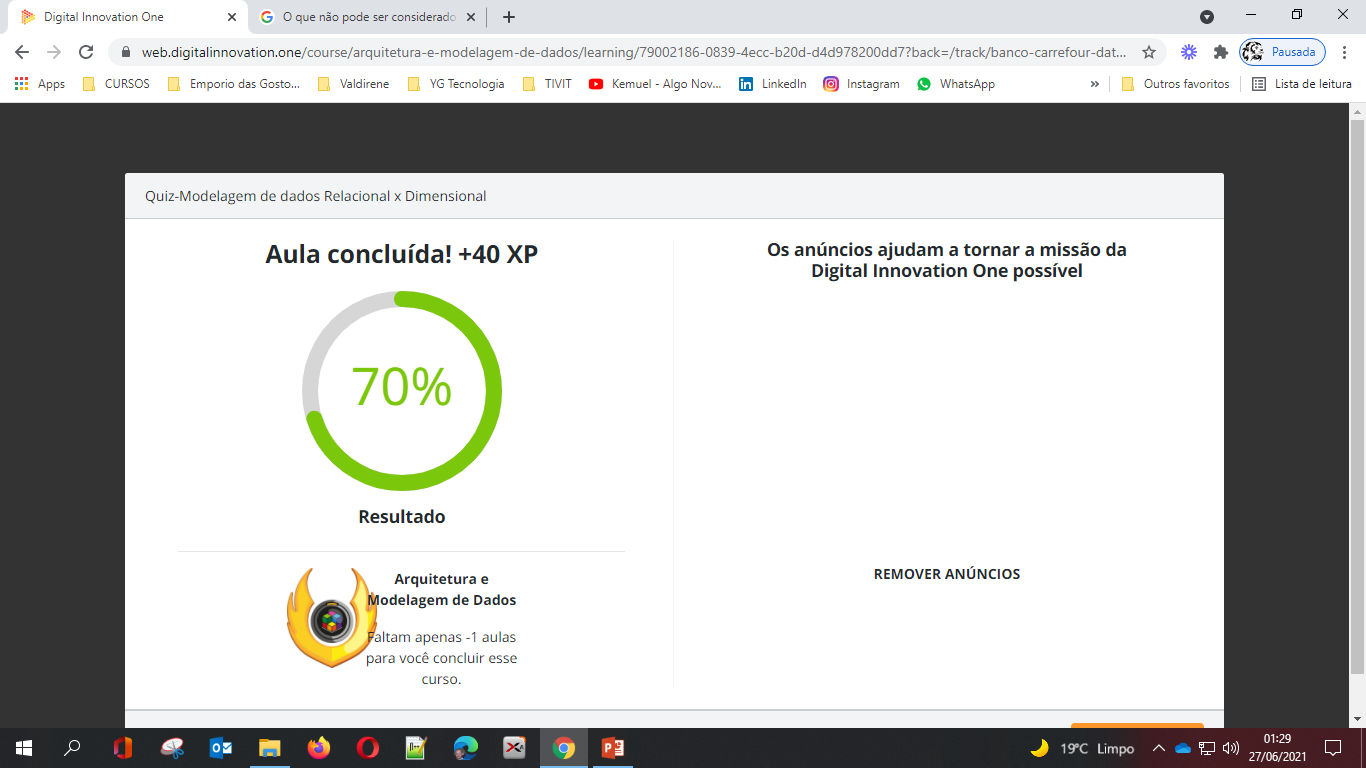 Digital Innovation One
O que não pode ser considerado
web.digitalinnovation.one/course/arquitetura-e-modelagem-de-dados/learning/79002186-0839-4ecc-b20d-d4d978200dd7?back=/track/banco-carrefour-dat...
Pausada
Apps
CURSOS
Emporio das Gosto...
Valdirene
YG Tecnologia
TIVIT
Kemuel - Algo Nov...
LinkedIn
Instagram
WhatsApp
»
Outros favoritos
Lista de leitura
Quiz-Modelagem de dados Relacional x Dimensional
Aula concluída! +40 XP
70%
Resultado
Arquitetura e
Modelagem de Dados
Faltam apenas -1 aulas
para você concluir esse
curso.
Os anúncios ajudam a tornar a missão da
Digital Innovation One possível
REMOVER ANÚNCIOS
19°C Limpo
01:29
27/06/2021